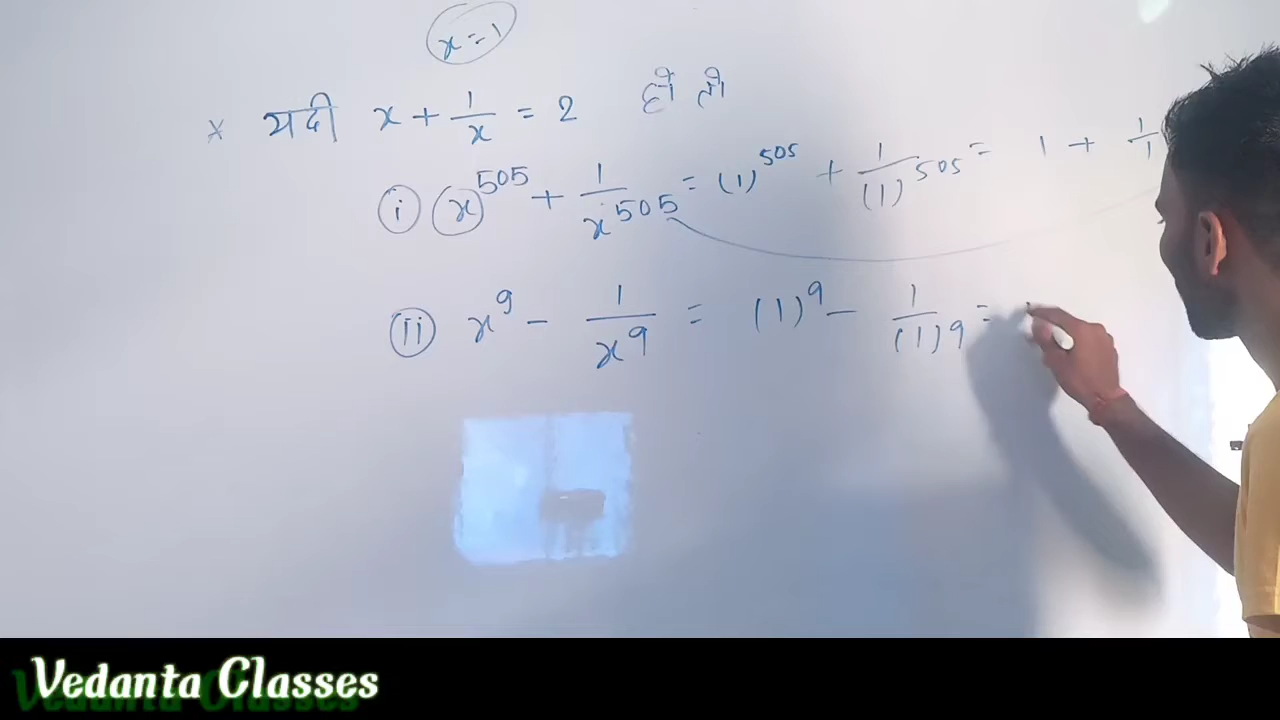 x = 1
* यदी x + 1/x = 2 हो तो
(i) x^505 + 1/x^505 = (1)^505 + 1/(1)^505 = 1 + 1/1
(ii) x^9 - 1/x^9 = (1)^9 - 1/(1)^9 =
Vedanta Classes